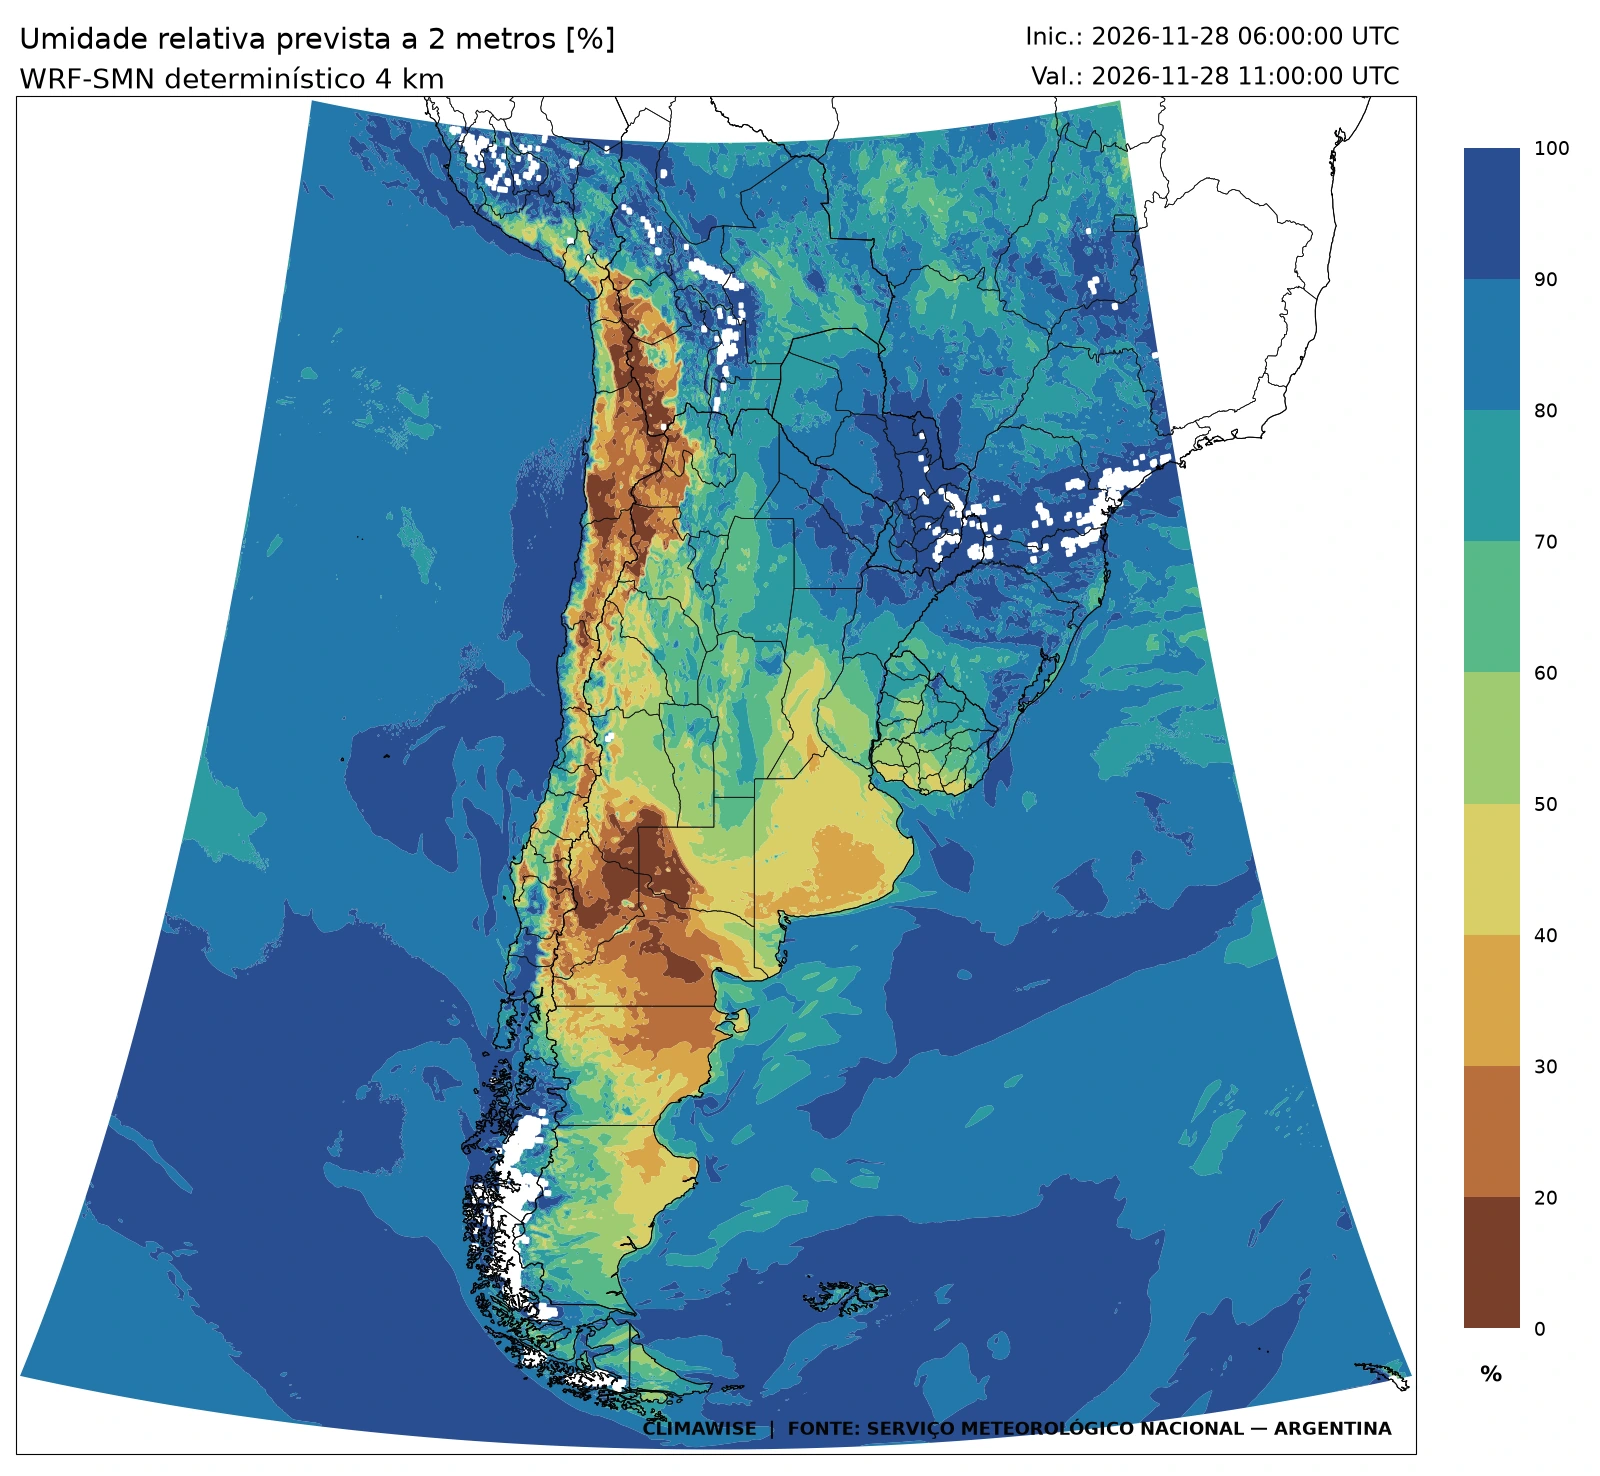 Umidade relativa prevista a 2 metros [%]
WRF-SMN determinístico 4 km
Inic.: 2026-11-28 06:00:00 UTC
Val.: 2026-11-28 11:00:00 UTC
100
90
80
70
60
50
40
30
20
0
%
CLIMAWISE | FONTE: SERVIÇO METEOROLÓGICO NACIONAL — ARGENTINA